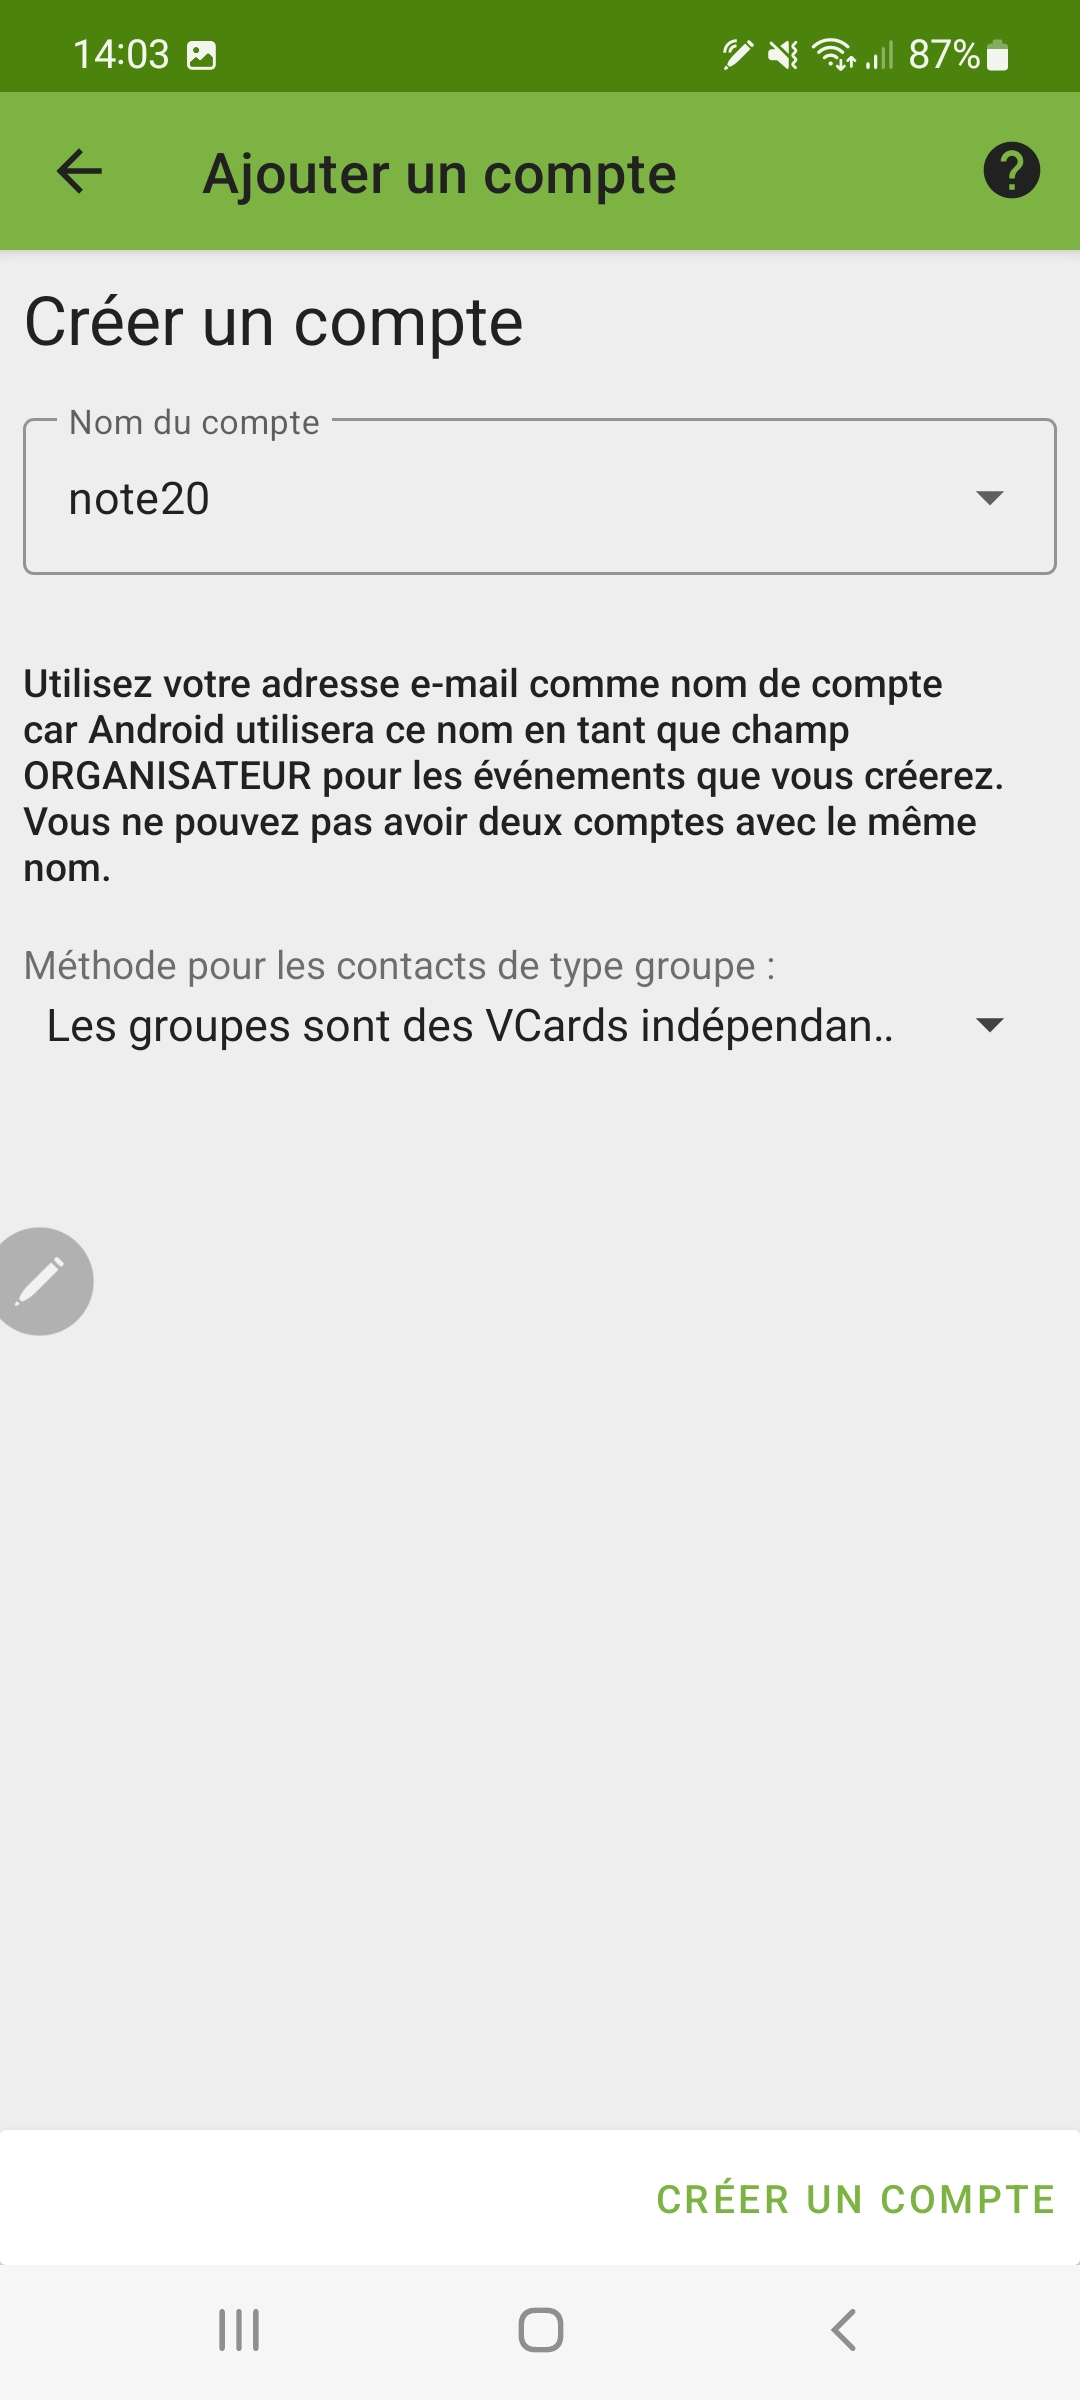 14:03
87%
Ajouter un compte
Créer un compte
Nom du compte
note20
Utilisez votre adresse e-mail comme nom de compte
car Android utilisera ce nom en tant que champ
ORGANISATEUR pour les événements que vous créerez.
Vous ne pouvez pas avoir deux comptes avec le même
nom.
Méthode pour les contacts de type groupe :
Les groupes sont des VCards indépendan..
CRÉER UN COMPTE